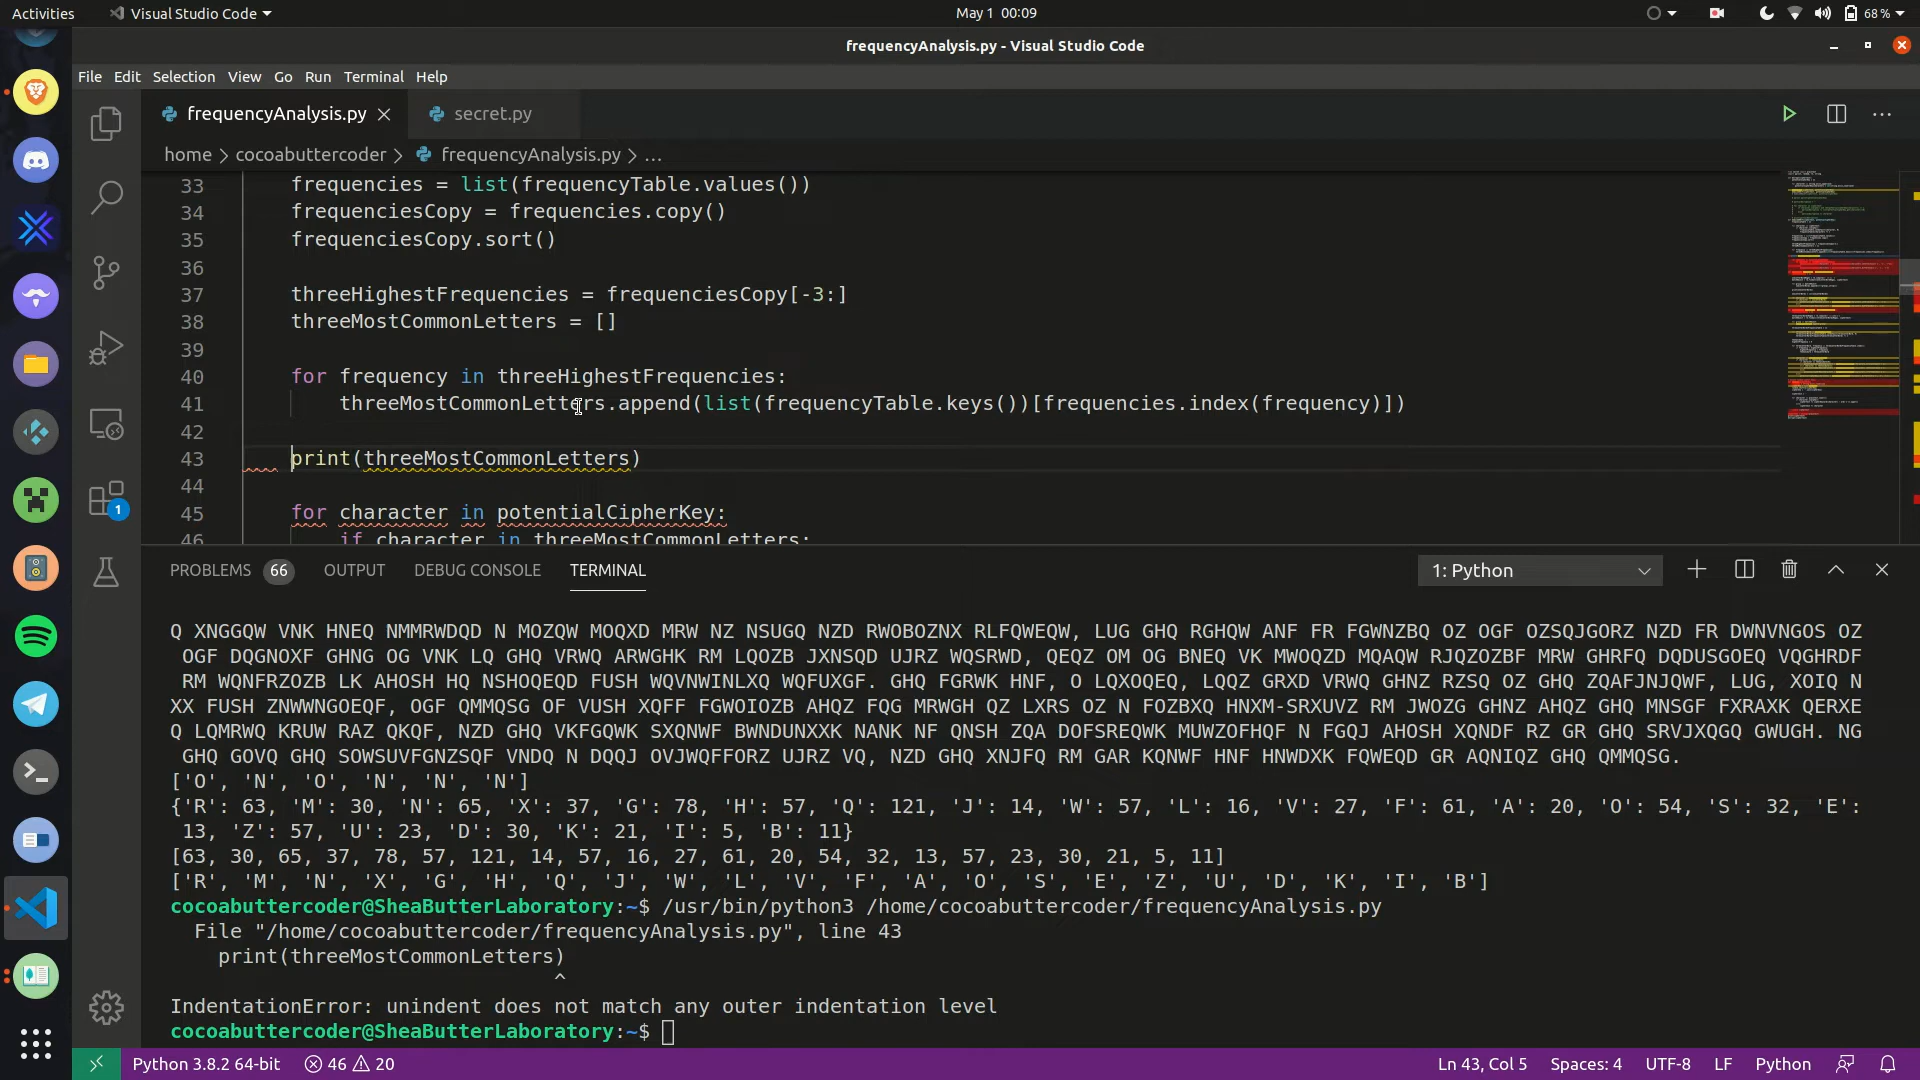 Activities
Visual Studio Code
May 1 00:09
68 %
frequencyAnalysis.py - Visual Studio Code
File Edit Selection View Go Run Terminal Help
frequencyAnalysis.py
secret.py
home > cocoabuttercoder > frequencyAnalysis.py > ...
33 frequencies = list(frequencyTable.values())
34 frequenciesCopy = frequencies.copy()
35 frequenciesCopy.sort()
36
37 threeHighestFrequencies = frequenciesCopy[-3:]
38 threeMostCommonLetters = []
39
40 for frequency in threeHighestFrequencies:
41 threeMostCommonLetters.append(list(frequencyTable.keys())[frequencies.index(frequency)])
42
43 print(threeMostCommonLetters)
44
45 for character in potentialCipherKey:
46 if character in threeMostCommonLetters:
PROBLEMS 66 OUTPUT DEBUG CONSOLE TERMINAL
1: Python
Q XNGGQW VNK HNEQ NMMRWDQD N MOZQW MOQXD MRW NZ NSUGQ NZD RWOBOZNX RLFQWEQW, LUG GHQ RGHQW ANF FR FGWNZBQ OZ OGF OZSQJGORZ NZD FR DWNVNGOS OZ
OGF DQGNOXF GHNG OG VNK LQ GHQ VRWQ ARWGHK RM LQOZB JXNSQD UJRZ WQSRWD, QEQZ OM OG BNEQ VK MWOQZD MQAQW RJQZOZBF MRW GHRFQ DQDUSGOEQ VQGHRDF
RM WQNFRZOZB LK AHOSH HQ NSHOQEQD FUSH WQVNWINLXQ WQFUXGF. GHQ FGRWK HNF, O LQXOQEQ, LQQZ GRXD VRWQ GHNZ RZSQ OZ GHQ ZQAFJNJQWF, LUG, XOIQ N
XX FUSH ZNWWNGOEQF, OGF QMMQSG OF VUSH XQFF FGWOIOZB AHQZ FQG MRWGH QZ LXRS OZ N FOZBXQ HNXM-SRXUVZ RM JWOZG GHNZ AHQZ GHQ MNSGF FXRAXK QERXE
Q LQMRWQ KRUW RAZ QKQF, NZD GHQ VKFGQWK SXQNWF BWNDUNXXK NANK NF QNSH ZQA DOFSREQWK MUWZOFHQF N FGQJ AHOSH XQNDF RZ GR GHQ SRVJXQGQ GWUGH. NG
GHQ GOVQ GHQ SOWSUVFGNZSQF VNDQ N DQQJ OVJWQFFORZ UJRZ VQ, NZD GHQ XNJFQ RM GAR KQNWF HNF HNWDXK FQWEQD GR AQNIQZ GHQ QMMQSG.
['O', 'N', 'O', 'N', 'N', 'N']
{'R': 63, 'M': 30, 'N': 65, 'X': 37, 'G': 78, 'H': 57, 'Q': 121, 'J': 14, 'W': 57, 'L': 16, 'V': 27, 'F': 61, 'A': 20, 'O': 54, 'S': 32, 'E':
13, 'Z': 57, 'U': 23, 'D': 30, 'K': 21, 'I': 5, 'B': 11}
[63, 30, 65, 37, 78, 57, 121, 14, 57, 16, 27, 61, 20, 54, 32, 13, 57, 23, 30, 21, 5, 11]
['R', 'M', 'N', 'X', 'G', 'H', 'Q', 'J', 'W', 'L', 'V', 'F', 'A', 'O', 'S', 'E', 'Z', 'U', 'D', 'K', 'I', 'B']
cocoabuttercoder@SheaButterLaboratory:~$ /usr/bin/python3 /home/cocoabuttercoder/frequencyAnalysis.py
File "/home/cocoabuttercoder/frequencyAnalysis.py", line 43
print(threeMostCommonLetters)
^
IndentationError: unindent does not match any outer indentation level
cocoabuttercoder@SheaButterLaboratory:~$
1
Python 3.8.2 64-bit
46 20
Ln 43, Col 5
Spaces: 4
UTF-8
LF
Python